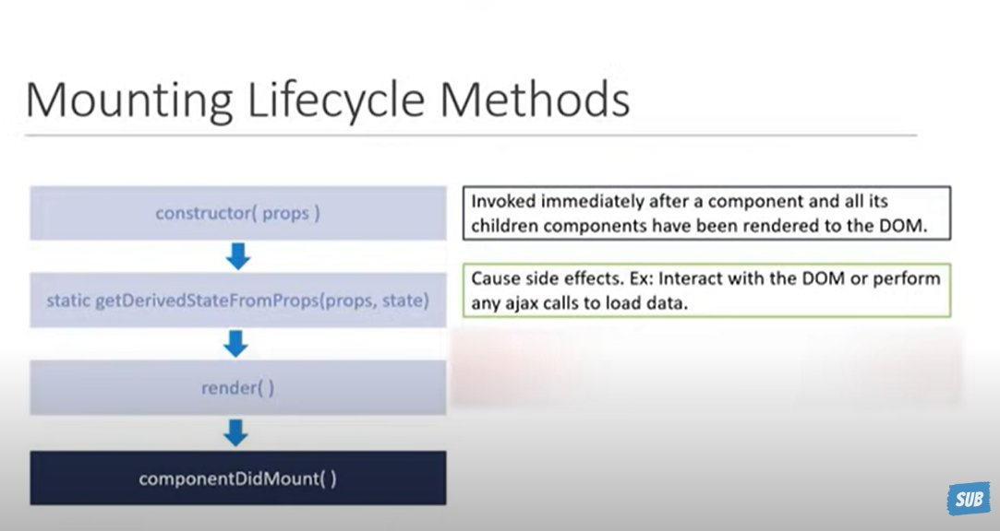 Mounting Lifecycle Methods
constructor( props )
static getDerivedStateFromProps(props, state)
render( )
componentDidMount( )
Invoked immediately after a component and all its
children components have been rendered to the DOM.
Cause side effects. Ex: Interact with the DOM or perform
any ajax calls to load data.
SUB